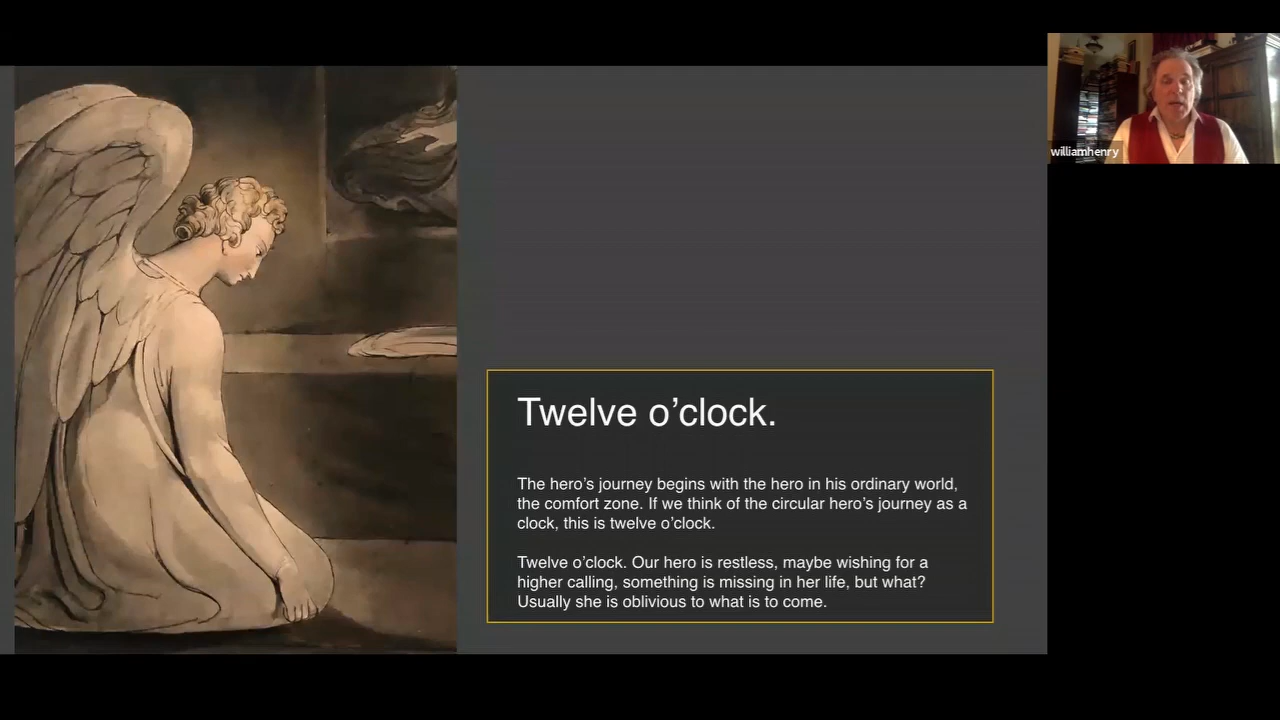 williamhenry
Twelve o’clock.
The hero’s journey begins with the hero in his ordinary world,
the comfort zone. If we think of the circular hero’s journey as a
clock, this is twelve o’clock.
Twelve o’clock. Our hero is restless, maybe wishing for a
higher calling, something is missing in her life, but what?
Usually she is oblivious to what is to come.